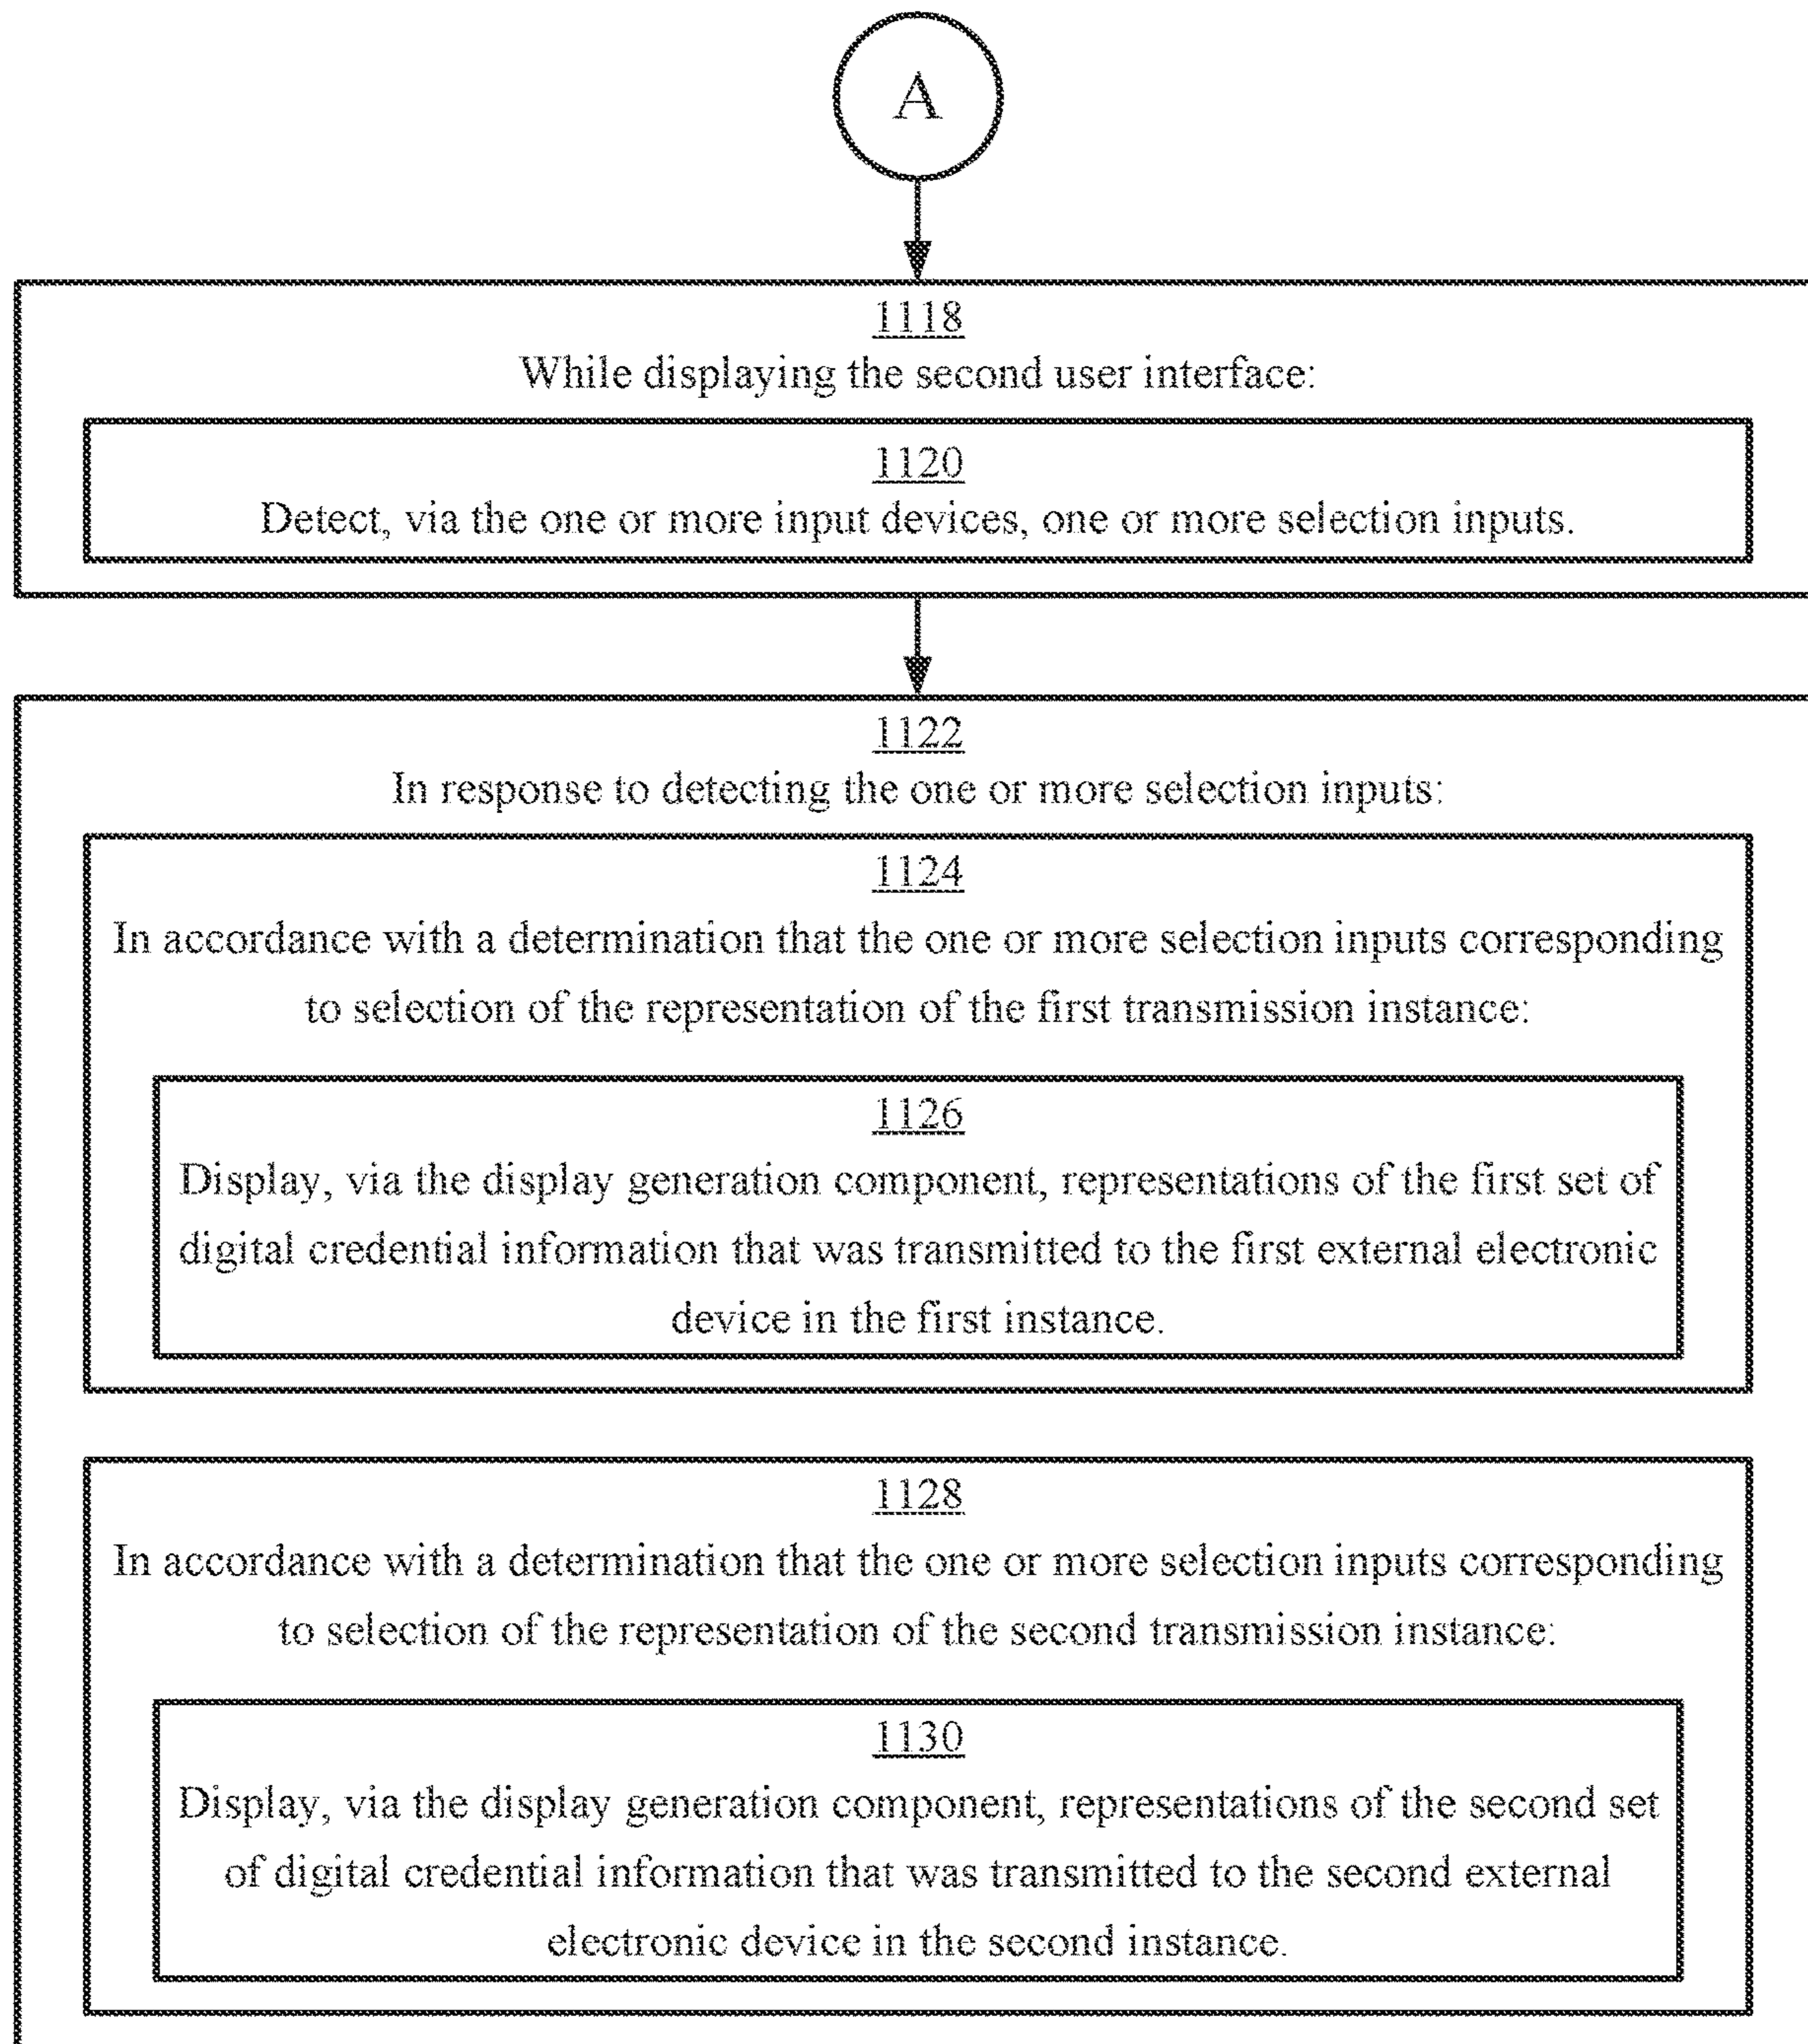 A
1118
While displaying the second user interface:
1120
Detect, via the one or more input devices, one or more selection inputs.
1122
In response to detecting the one or more selection inputs:
1124
In accordance with a determination that the one or more selection inputs corresponding
to selection of the representation of the first transmission instance:
1126
Display, via the display generation component, representations of the first set of
digital credential information that was transmitted to the first external electronic
device in the first instance.
1128
In accordance with a determination that the one or more selection inputs corresponding
to selection of the representation of the second transmission instance:
1130
Display, via the display generation component, representations of the second set
of digital credential information that was transmitted to the second external
electronic device in the second instance.